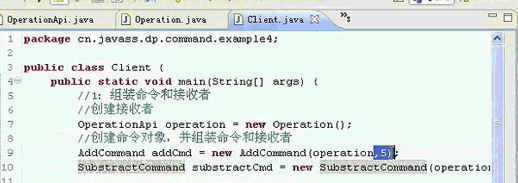 OperationApi.java Operation.java Client.java
1 package cn.javass.dp.command.example4;
2
3 public class Client {
4 public static void main(String[] args) {
5 //1: 组装命令和接收者
6 //创建接收者
7 OperationApi operation = new Operation();
8 //创建命令对象，并组装命令和接收者
9 AddCommand addCmd = new AddCommand(operation,5);
10 SubstractCommand substractCmd = new SubstractCommand(operation